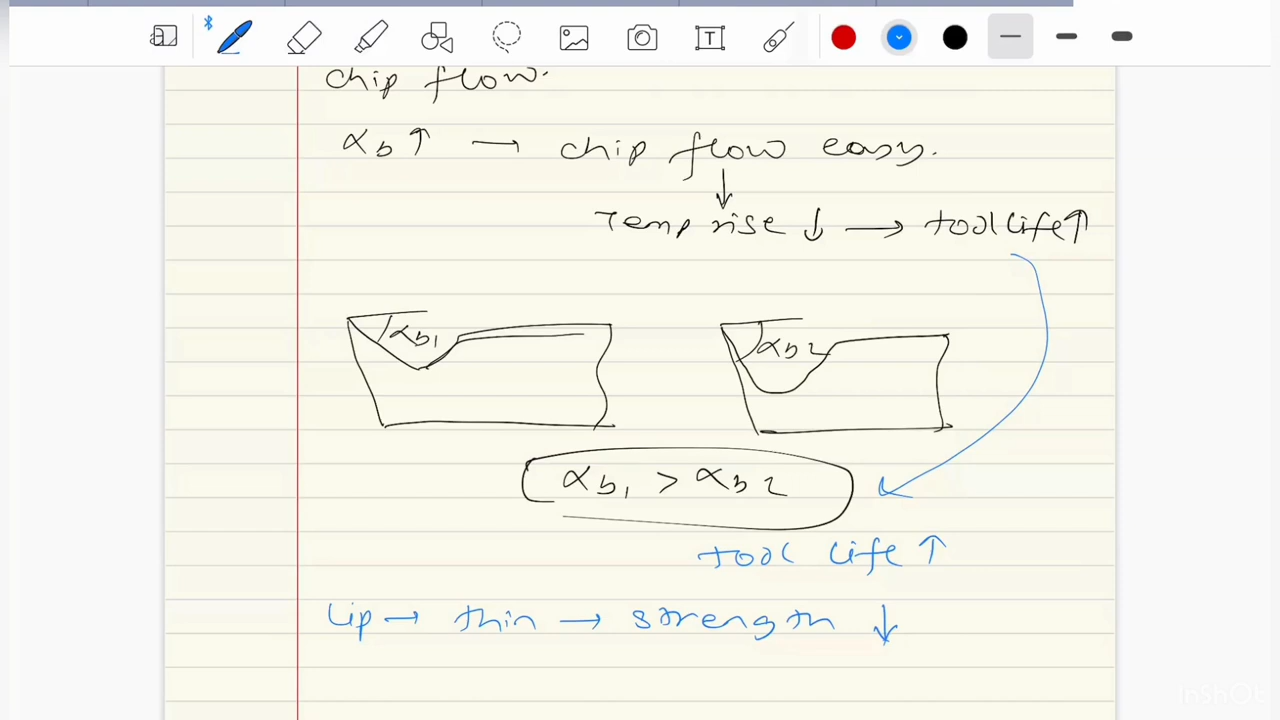 chip flow.
αb↑ → chip flow easy.
↓
Temp rise ↓ → tool life↑
αb1
αb2
αb1 > αb2
tool life ↑
lip → thin → strength ↓
InShOt